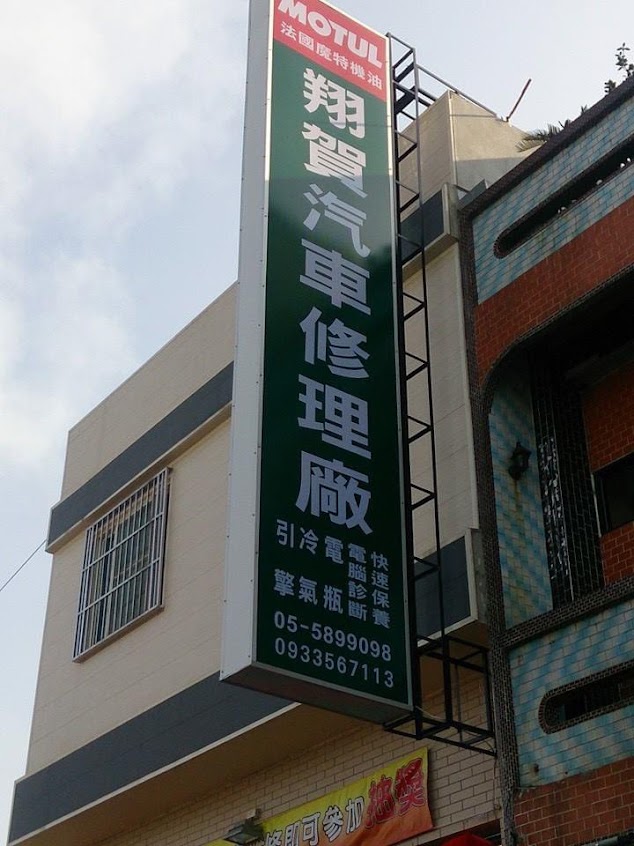 MOTUL
法國魔特機油
翔賀汽車修理廠
快速保養
電腦診斷
電瓶
冷氣
引擎
05-5899098
0933567113
修即可參加抽獎